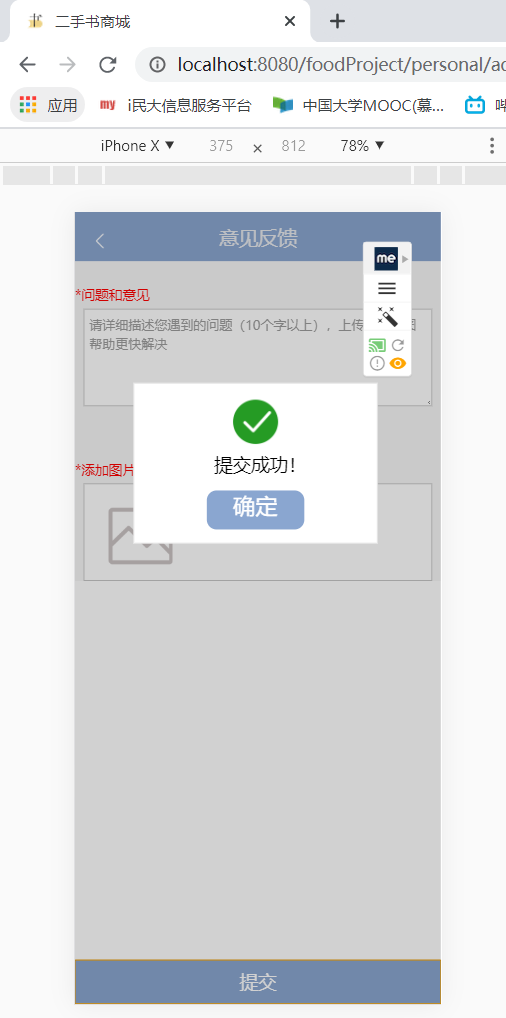 二手书商城
localhost:8080/foodProject/personal/ad
应用
my
i民大信息服务平台
中国大学MOOC(慕...
哔
iPhone X ▼ 375 × 812 78% ▼
意见反馈
me
*问题和意见
请详细描述您遇到的问题（10个字以上），上传
帮助更快解决
提交成功！
*添加图片
确定
提交